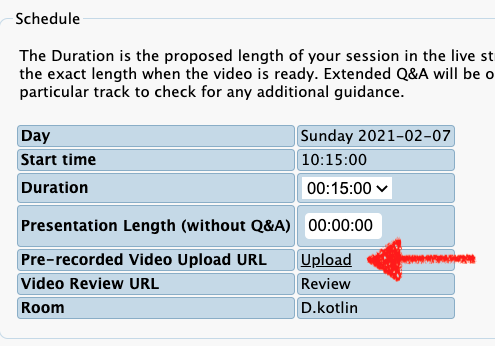 Schedule
The Duration is the proposed length of your session in the live st
the exact length when the video is ready. Extended Q&A will be o
particular track to check for any additional guidance.
Day Sunday 2021-02-07
Start time 10:15:00
Duration 00:15:00
Presentation Length (without Q&A) 00:00:00
Pre-recorded Video Upload URL Upload
Video Review URL Review
Room D.kotlin